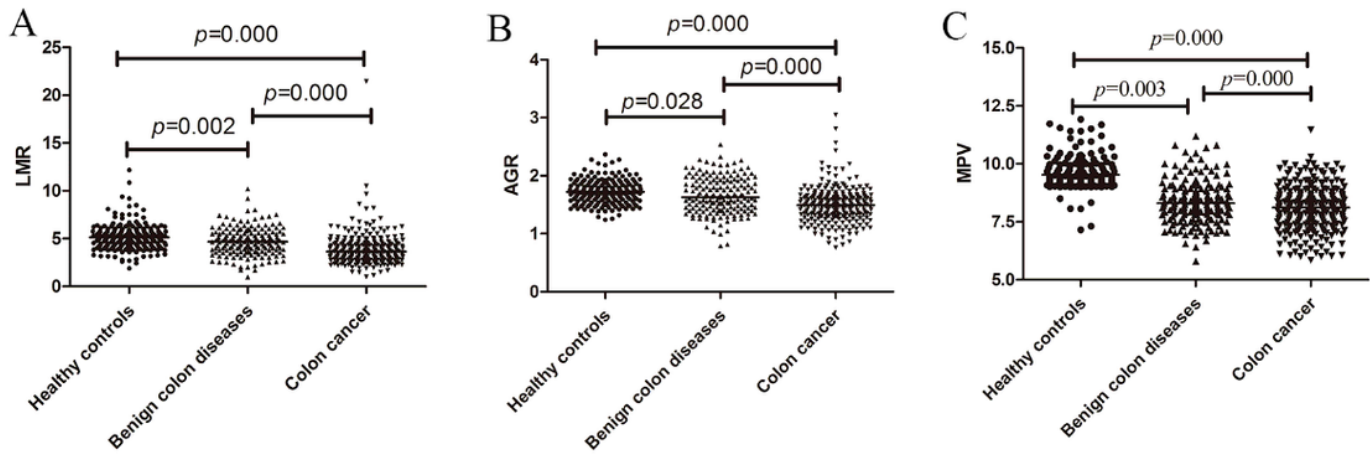 A
LMR
25
20
15
10
5
0
p=0.000
p=0.000
p=0.002
Healthy controls
Benign colon diseases
Colon cancer
B
AGR
4
3
2
1
0
p=0.000
p=0.000
p=0.028
Healthy controls
Benign colon diseases
Colon cancer
C
MPV
15.0
12.5
10.0
7.5
5.0
p=0.000
p=0.003
p=0.000
Healthy controls
Benign colon diseases
Colon cancer